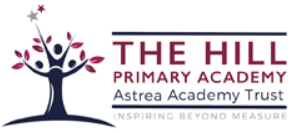 THE HILL
PRIMARY ACADEMY
Astrea Academy Trust
INSPIRING BEYOND MEASURE